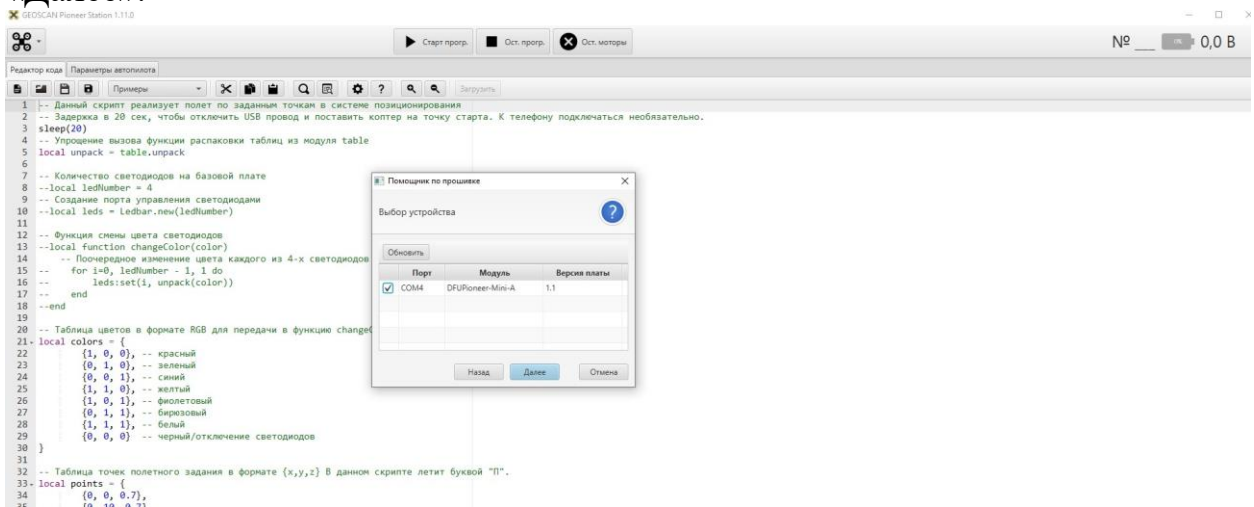 «Далее».
GEOSCAN Pioneer Station 1.11.0
Старт прогр. Ост. прогр. Ост. моторы № __ 0% 0,0 В
Редактор кода Параметры автопилота
Примеры Загрузить
1 -- Данный скрипт реализует полет по заданным точкам в системе позиционирования
2 -- Задержка в 20 сек, чтобы отключить USB провод и поставить коптер на точку старта. К телефону подключаться необязательно.
3 sleep(20)
4 -- Упрощение вызова функции распаковки таблиц из модуля table
5 local unpack = table.unpack
6
7 -- Количество светодиодов на базовой плате
8 --local ledNumber = 4
9 -- Создание порта управления светодиодами
10 --local leds = Ledbar.new(ledNumber)
11
12 -- Функция смены цвета светодиодов
13 --local function changeColor(color)
14 -- Поочередное изменение цвета каждого из 4-х светодиодов
15 -- for i=0, ledNumber - 1, 1 do
16 -- leds:set(i, unpack(color))
17 -- end
18 --end
19
20 -- Таблица цветов в формате RGB для передачи в функцию changeC
21 local colors = {
22 {1, 0, 0}, -- красный
23 {0, 1, 0}, -- зеленый
24 {0, 0, 1}, -- синий
25 {1, 1, 0}, -- желтый
26 {1, 0, 1}, -- фиолетовый
27 {0, 1, 1}, -- бирюзовый
28 {1, 1, 1}, -- белый
29 {0, 0, 0} -- черный/отключение светодиодов
30 }
31
32 -- Таблица точек полетного задания в формате {x,y,z} В данном скрипте летит буквой "П".
33 local points = {
34 {0, 0, 0.7},
35 {0, 10, 0.7}
Помощник по прошивке
Выбор устройства
Обновить
Порт Модуль Версия платы
COM4 DFUPioneer-Mini-A 1.1
Назад Далее Отмена